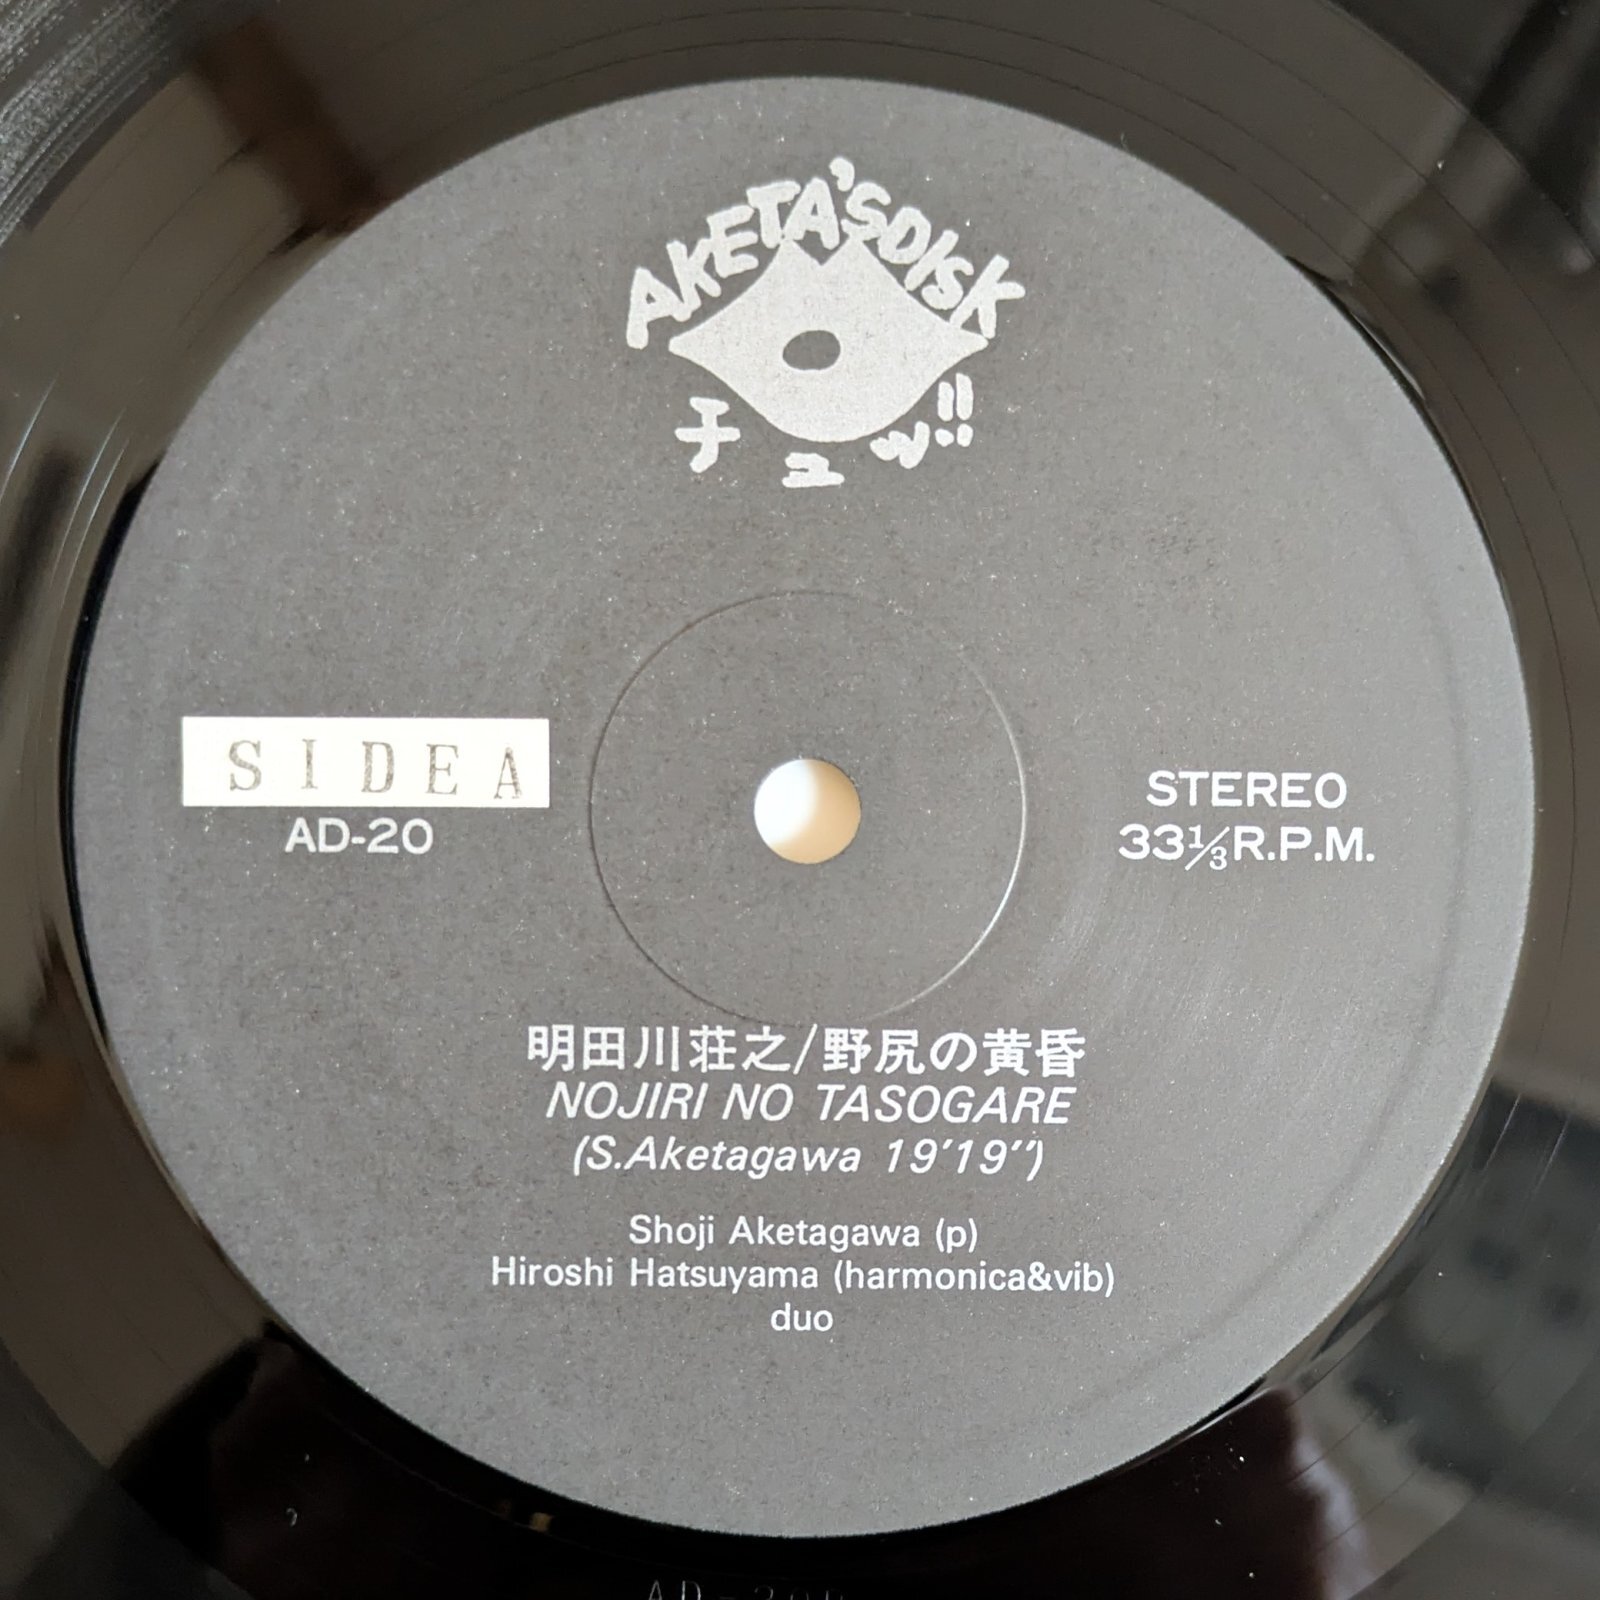 AKETA'S DISK
チュッ!!
SIDE A
AD-20
STEREO
33⅓ R.P.M.
明田川荘之/野尻の黄昏
NOJIRI NO TASOGARE
(S.Aketagawa 19'19")
Shoji Aketagawa (p)
Hiroshi Hatsuyama (harmonica&vib)
duo